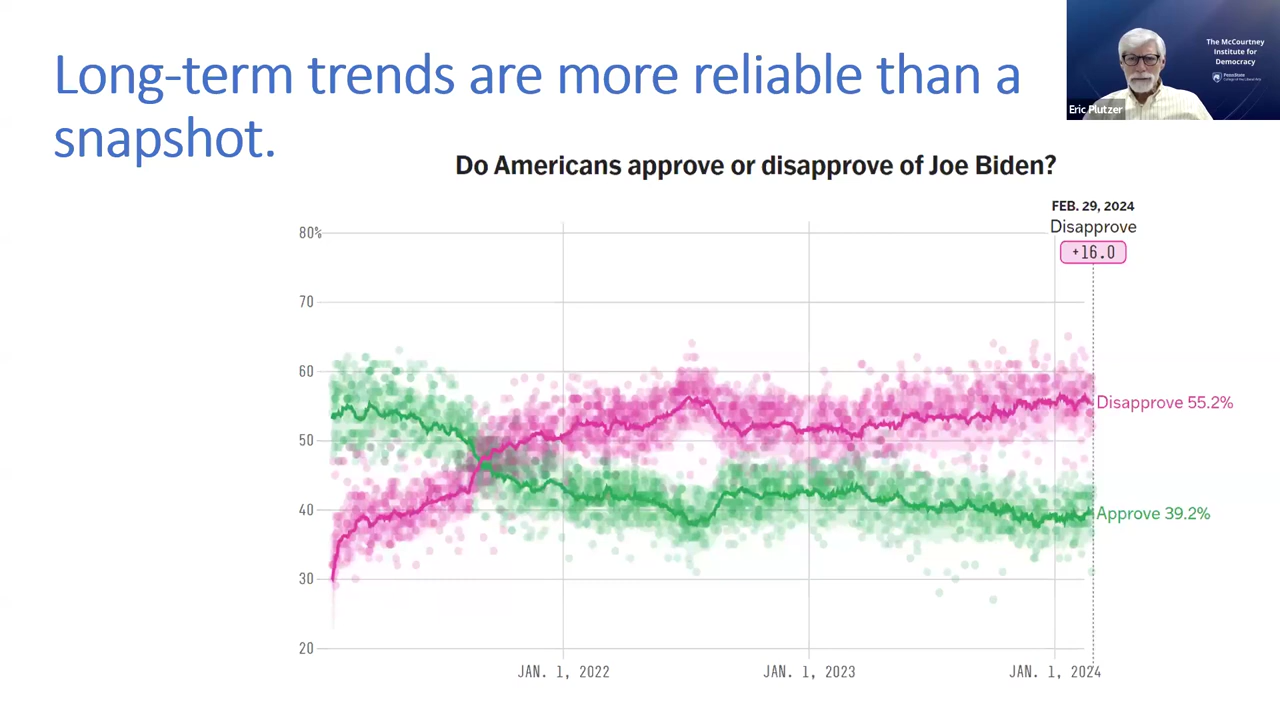 Long-term trends are more reliable than a
snapshot.
The McCourtney
Institute for
Democracy
PennState
Eric Plutzer
Do Americans approve or disapprove of Joe Biden?
FEB. 29, 2024
Disapprove
+16.0
80%
70
60
50
40
30
20
Disapprove 55.2%
Approve 39.2%
JAN. 1, 2022
JAN. 1, 2023
JAN. 1, 2024